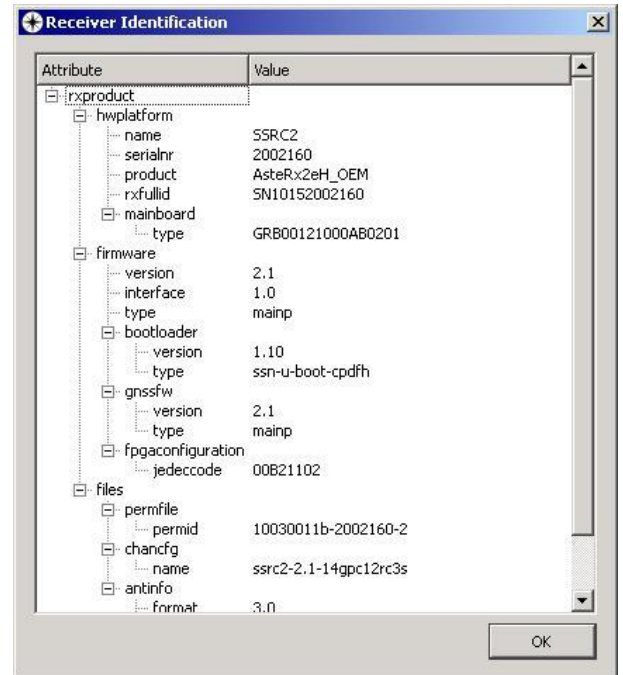 Receiver Identification
Attribute Value
rxproduct
hwplatform
name SSRC2
serialnr 2002160
product AsteRx2eH_OEM
rxfullid SN10152002160
mainboard
type GRB00121000AB0201
firmware
version 2.1
interface 1.0
type mainp
bootloader
version 1.10
type ssn-u-boot-cpdfh
gnssfw
version 2.1
type mainp
fpgaconfiguration
jedeccode 00B21102
files
permfile
permid 10030011b-2002160-2
chancfg
name ssrc2-2.1-14gpc12rc3s
antinfo
format 3.0
OK